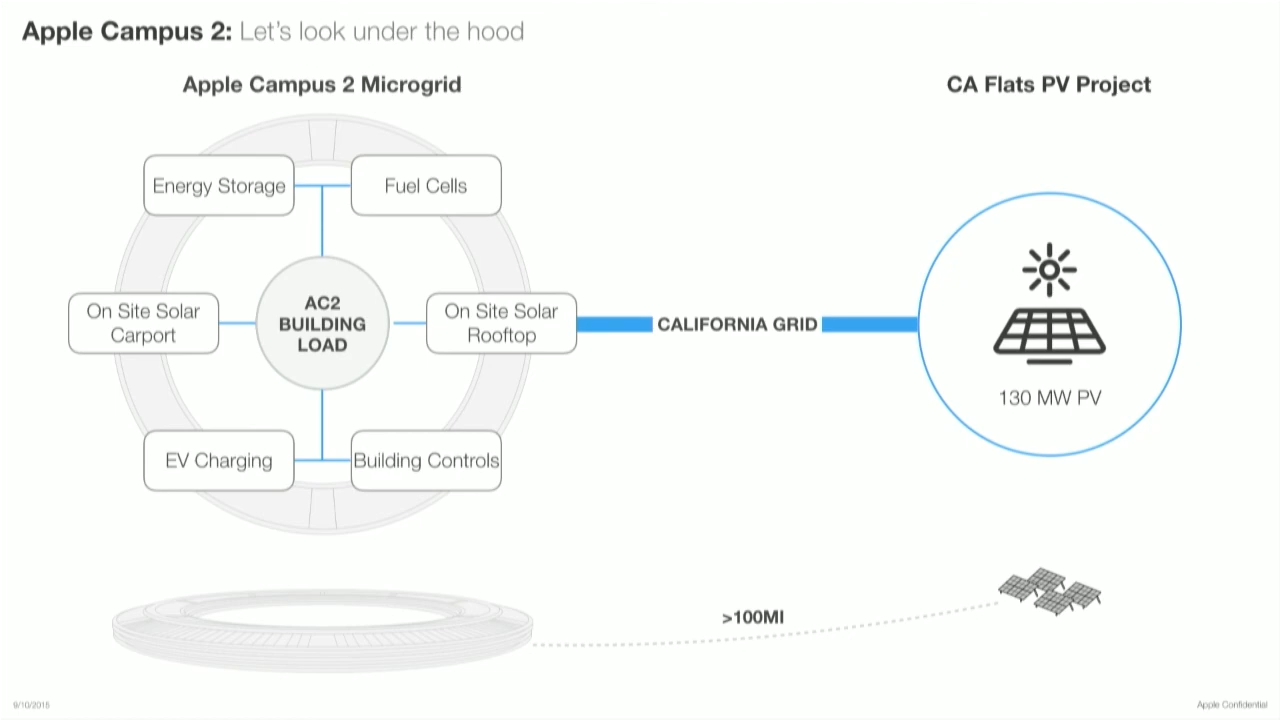 Apple Campus 2: Let's look under the hood
Apple Campus 2 Microgrid
CA Flats PV Project
Energy Storage
Fuel Cells
On Site Solar
Carport
AC2
BUILDING
LOAD
On Site Solar
Rooftop
CALIFORNIA GRID
130 MW PV
EV Charging
Building Controls
>100MI
9/10/2015
Apple Confidential